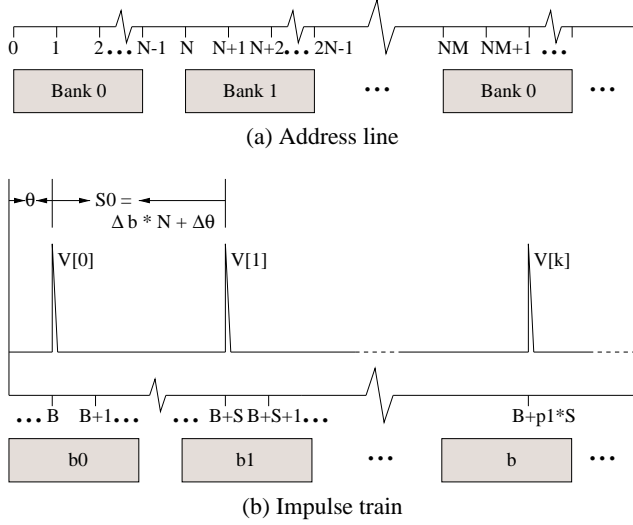 0 1 2 ... N-1 N N+1 N+2 ... 2N-1 NM NM+1 ...
Bank 0 Bank 1 ... Bank 0 ...
(a) Address line
θ S0 =
Δ b * N + Δθ
V[0] V[1] V[k]
... B B+1 ... ... B+S B+S+1 ... B+p1*S
b0 b1 ... b ...
(b) Impulse train